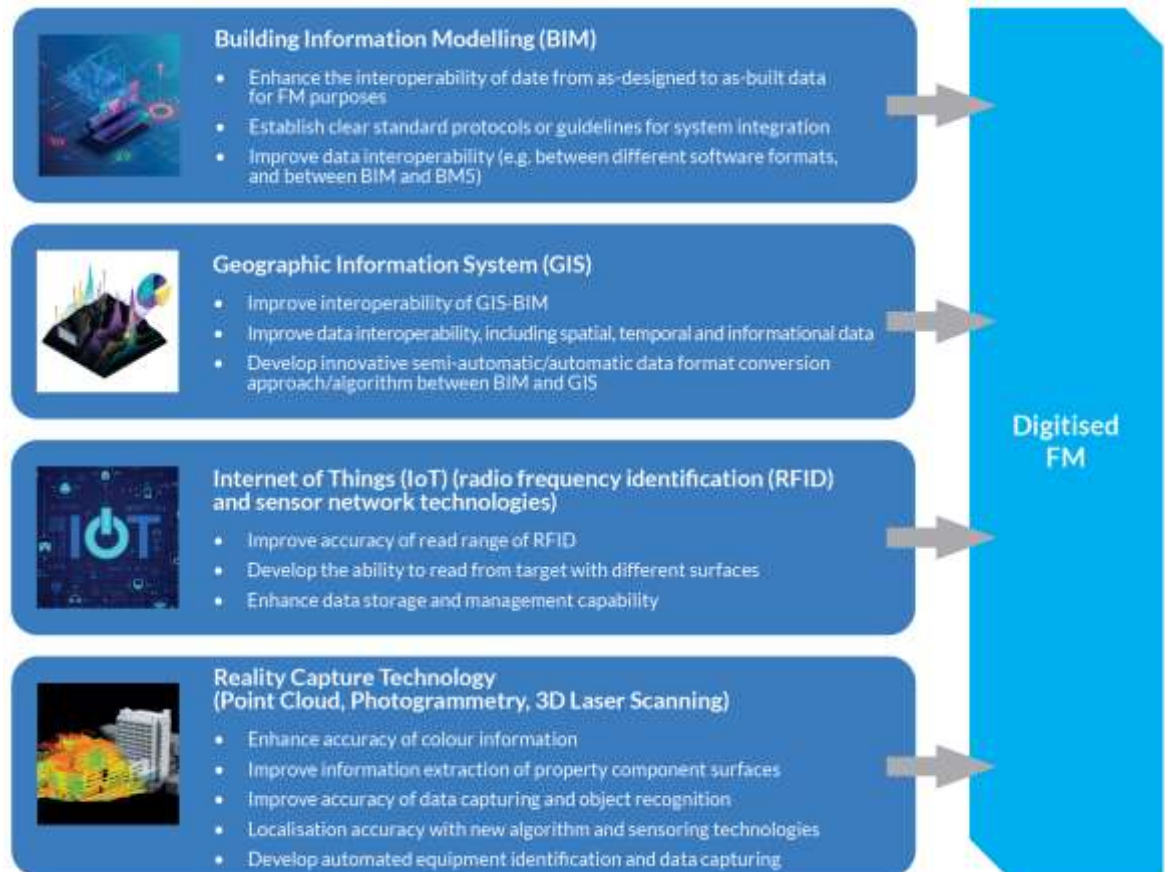 Building Information Modelling (BIM)
• Enhance the interoperability of date from as-designed to as-built data
for FM purposes
• Establish clear standard protocols or guidelines for system integration
• Improve data interoperability (e.g. between different software formats,
and between BIM and BMS)
Geographic Information System (GIS)
• Improve interoperability of GIS-BIM
• Improve data interoperability, including spatial, temporal and informational data
• Develop innovative semi-automatic/automatic data format conversion
approach/algorithm between BIM and GIS
Internet of Things (IoT) (radio frequency identification (RFID)
and sensor network technologies)
IOT
• Improve accuracy of read range of RFID
• Develop the ability to read from target with different surfaces
• Enhance data storage and management capability
Reality Capture Technology
(Point Cloud, Photogrammetry, 3D Laser Scanning)
• Enhance accuracy of colour information
• Improve information extraction of property component surfaces
• Improve accuracy of data capturing and object recognition
• Localisation accuracy with new algorithm and sensoring technologies
• Develop automated equipment identification and data capturing
Digitised
FM